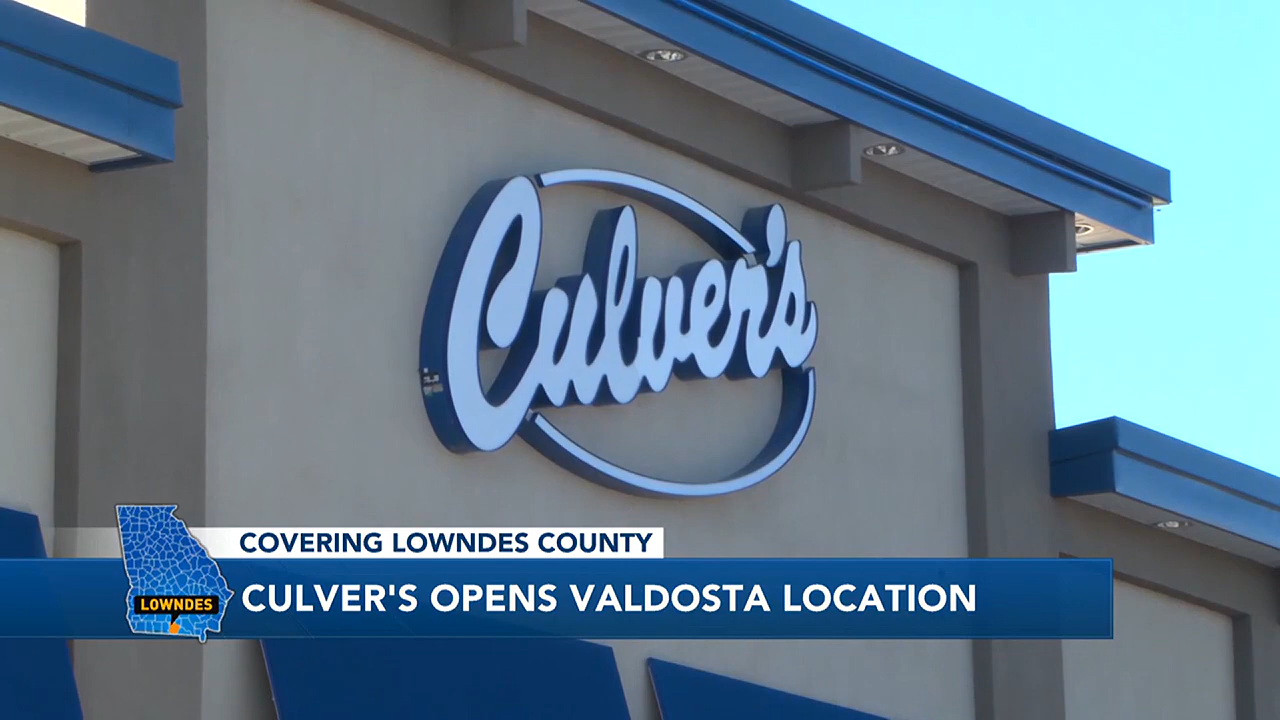 Culver's
COVERING LOWNDES COUNTY
LOWNDES
CULVER'S OPENS VALDOSTA LOCATION